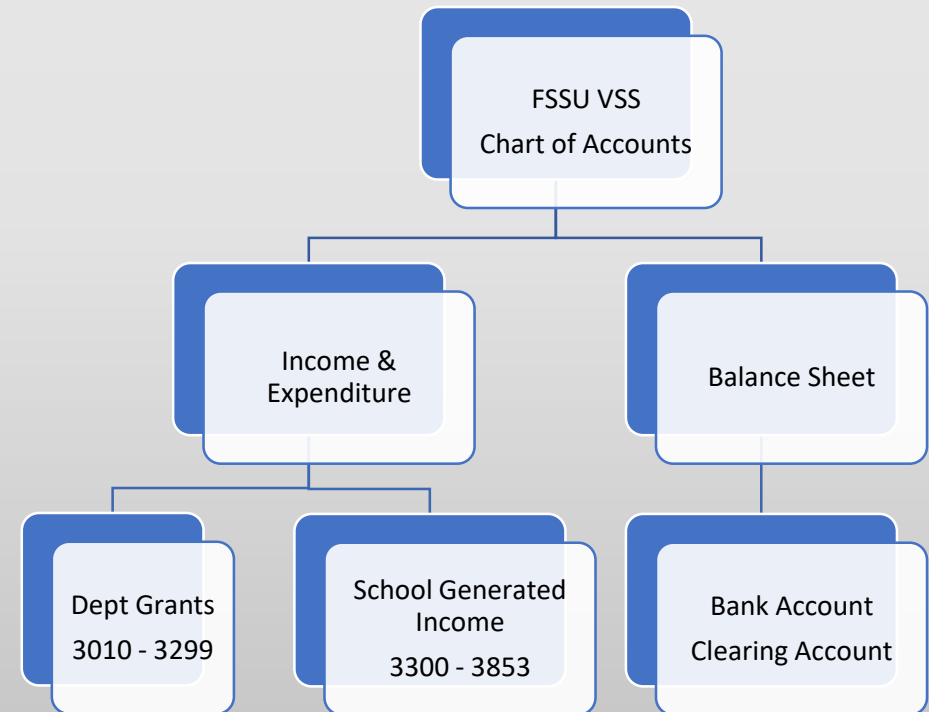 FSSU VSS
Chart of Accounts
Income &
Expenditure
Balance Sheet
Dept Grants
3010 - 3299
School Generated
Income
3300 - 3853
Bank Account
Clearing Account